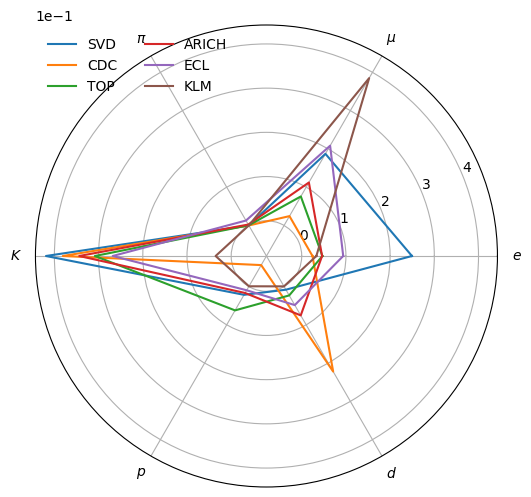 1e−1
SVD ARICH
CDC ECL
TOP KLM
π μ
4
3
2
1
0
K e
p d